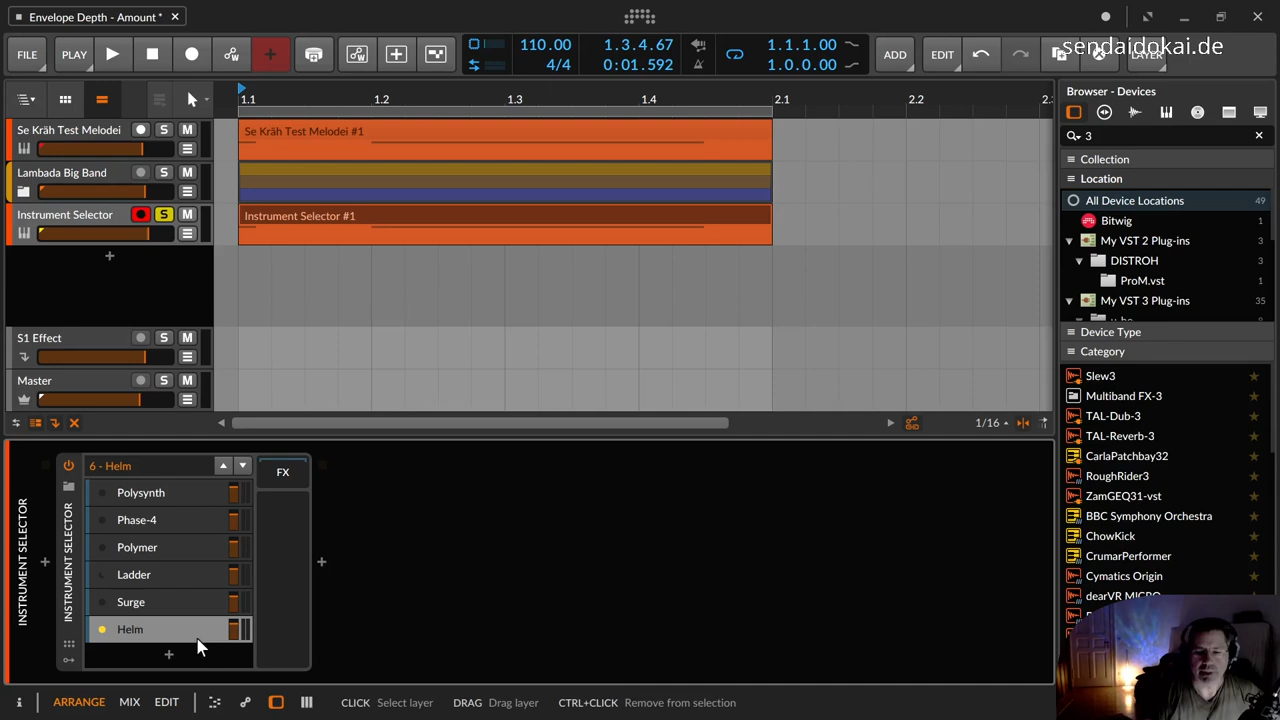 Envelope Depth - Amount *
sendaidokai.de
FILE
PLAY
110.00
4/4
1.3.4.67
0:01.592
1.1.1.00
1.0.0.00
ADD
EDIT
LAYER
1.1
1.2
1.3
1.4
2.1
2.2
Se Kräh Test Melodei
S
M
Se Kräh Test Melodei #1
Lambada Big Band
S
M
Instrument Selector
S
M
Instrument Selector #1
S1 Effect
S
M
Master
S
M
1/16
Browser - Devices
3
Collection
Location
All Device Locations 49
Bitwig 1
My VST 2 Plug-ins 3
DISTROH 3
ProM.vst 1
My VST 3 Plug-ins 35
Device Type
Category
Slew3
Multiband FX-3
TAL-Dub-3
TAL-Reverb-3
CarlaPatchbay32
RoughRider3
ZamGEQ31-vst
BBC Symphony Orchestra
ChowKick
CrumarPerformer
Cymatics Origin
dearVR MICRO
INSTRUMENT SELECTOR
INSTRUMENT SELECTOR
6 - Helm
FX
Polysynth
Phase-4
Polymer
Ladder
Surge
Helm
i
ARRANGE
MIX
EDIT
CLICK Select layer
DRAG Drag layer
CTRL+CLICK Remove from selection